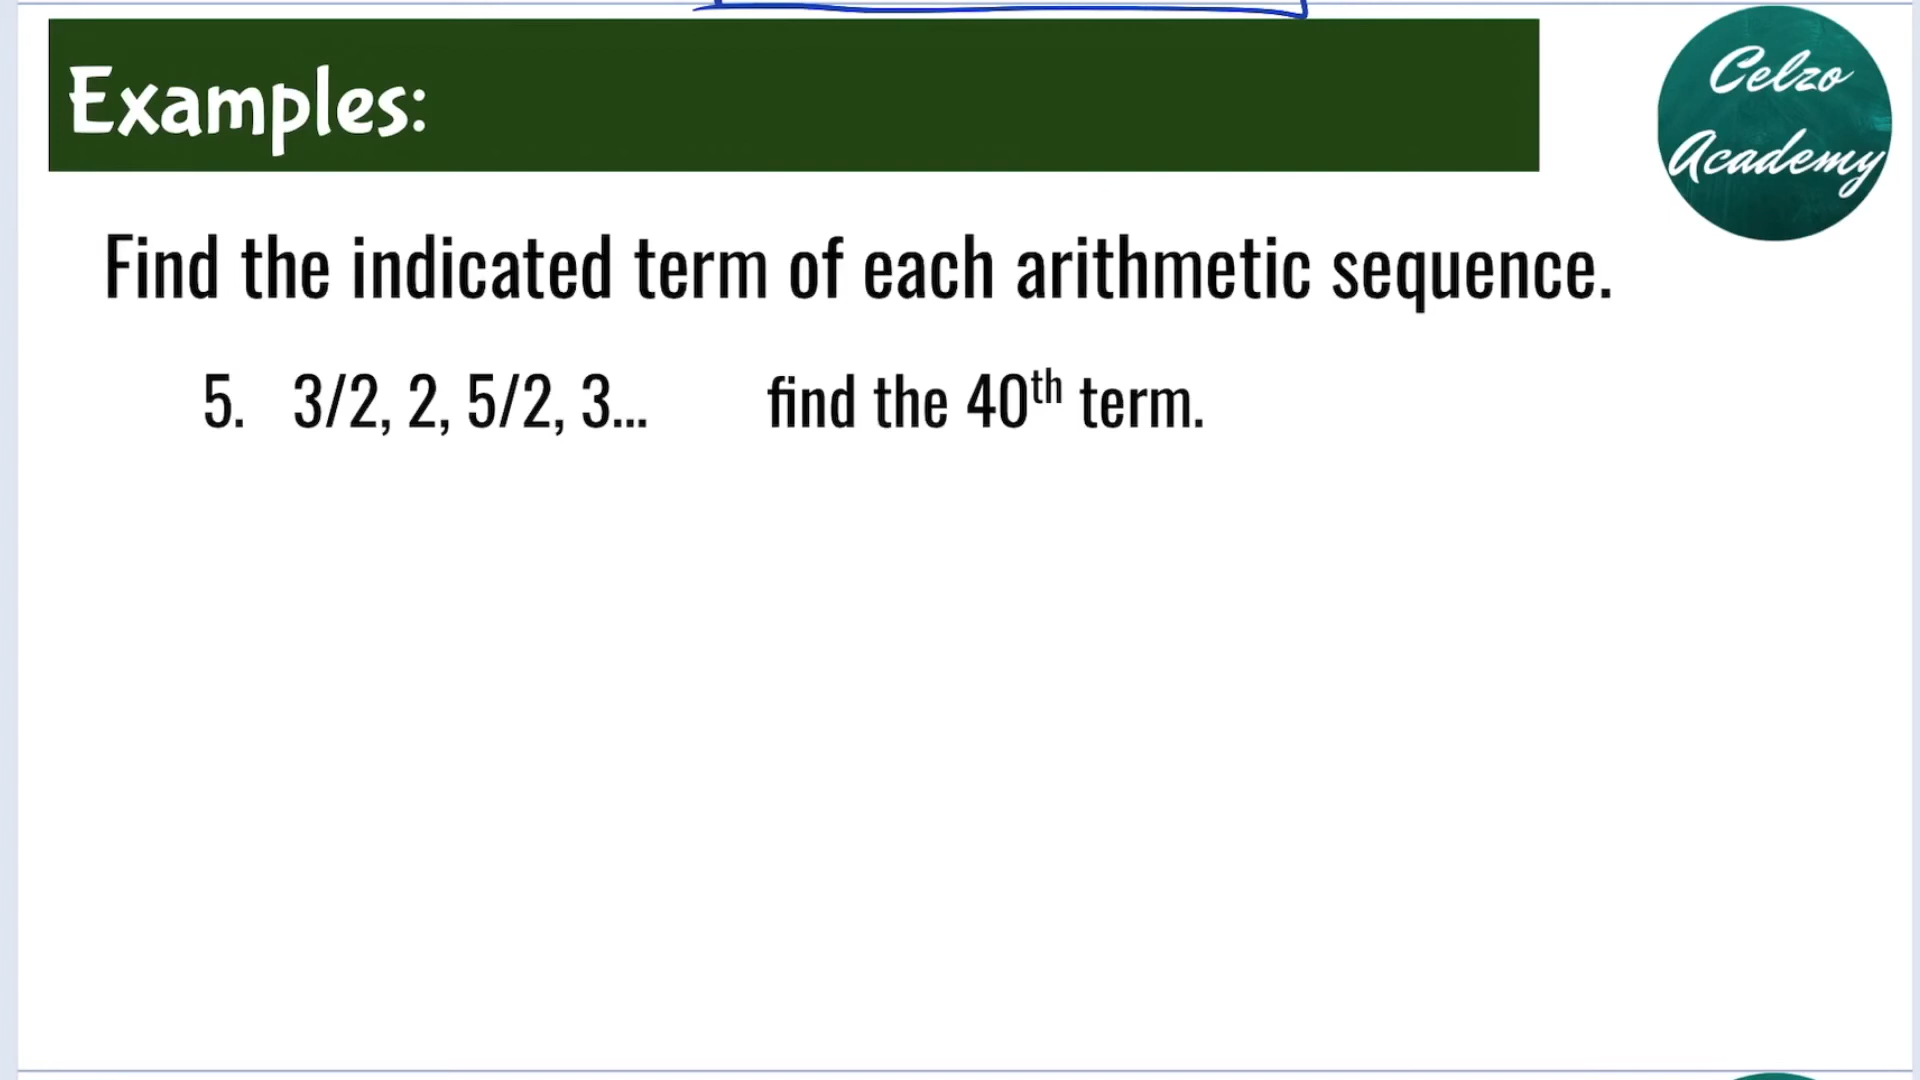 Examples:
Celzo
Academy
Find the indicated term of each arithmetic sequence.
5. 3/2, 2, 5/2, 3... find the 40th term.